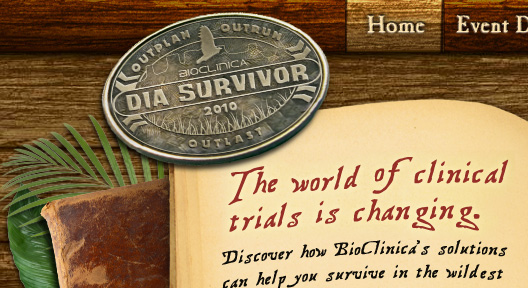 Home Event D
OUTPLAN OUTRUN
BIOCLINICA
DIA SURVIVOR
2010
OUTLAST
The world of clinical
trials is changing.
Discover how BioClinica's solutions
can help you survive in the wildest